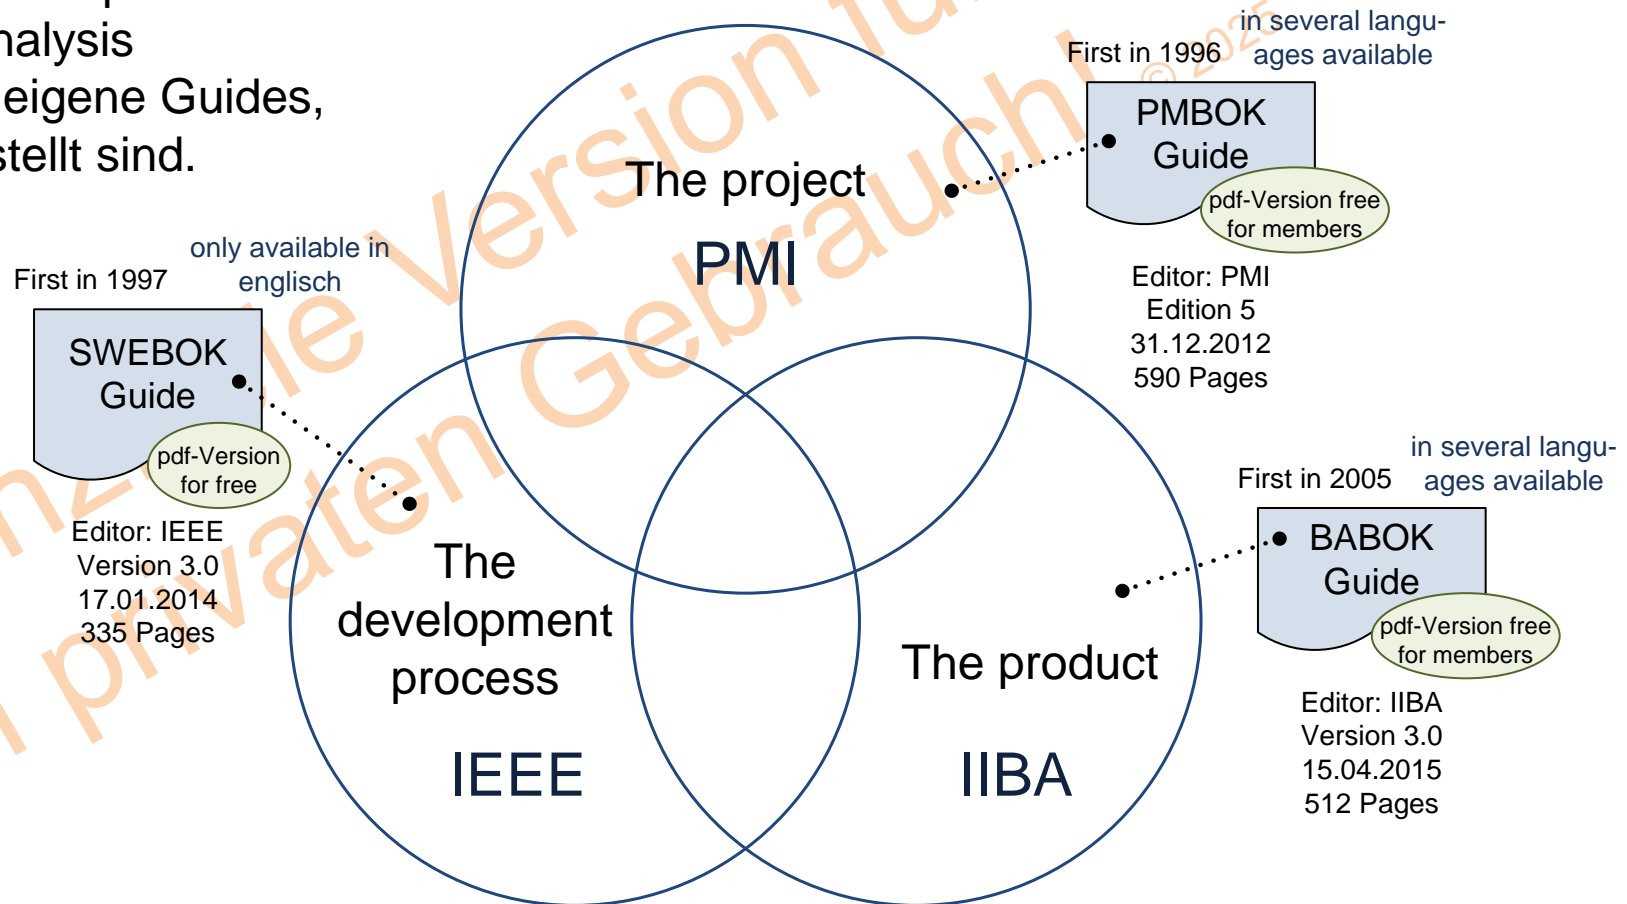 nalysis
eigene Guides,
stellt sind.
in several langu-
ages available
First in 1996
PMBOK
Guide
pdf-Version free
for members
Editor: PMI
Edition 5
31.12.2012
590 Pages
The project
PMI
only available in
englisch
First in 1997
SWEBOK
Guide
pdf-Version
for free
Editor: IEEE
Version 3.0
17.01.2014
335 Pages
The
development
process
IEEE
in several langu-
ages available
First in 2005
BABOK
Guide
pdf-Version free
for members
Editor: IIBA
Version 3.0
15.04.2015
512 Pages
The product
IIBA
Version
privaten Gebrauch!
© 2025